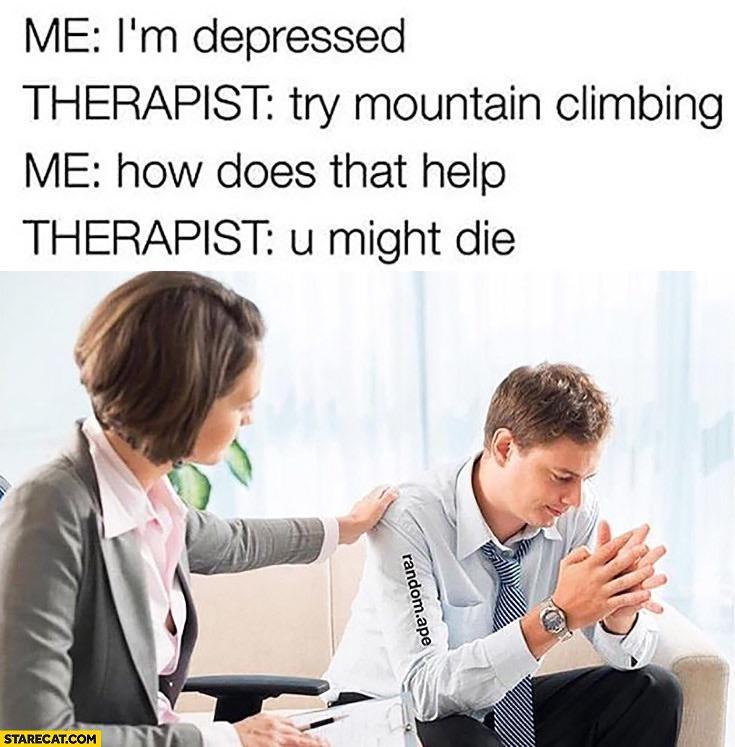 ME: I'm depressed
THERAPIST: try mountain climbing
ME: how does that help
THERAPIST: u might die
random.ape
STARECAT.COM